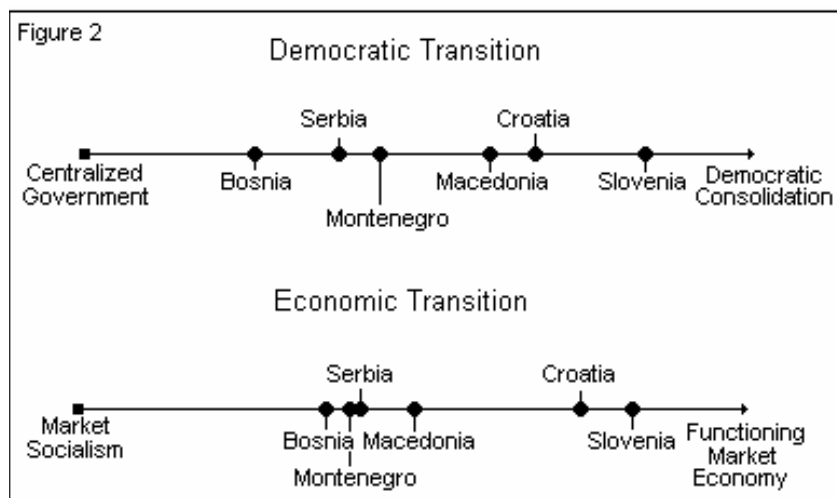 Figure 2
Democratic Transition
Serbia
Croatia
Centralized
Government
Bosnia
Montenegro
Macedonia
Slovenia
Democratic
Consolidation
Economic Transition
Serbia
Croatia
Market
Socialism
Bosnia
Montenegro
Macedonia
Slovenia
Functioning
Market
Economy